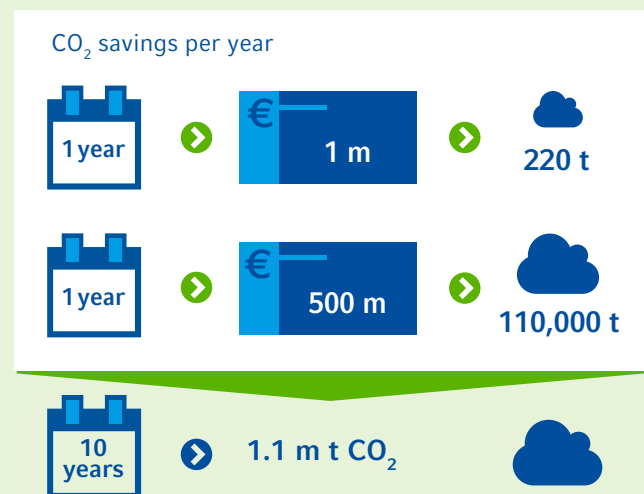 CO₂ savings per year
1 year
€
1 m
220 t
1 year
€
500 m
110,000 t
10
years
1.1 m t CO₂